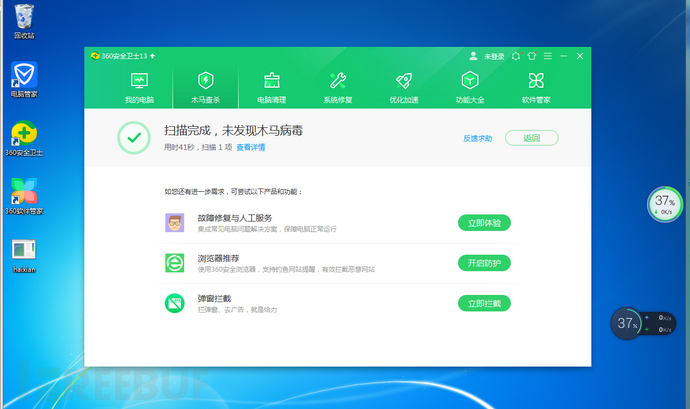 回收站
电脑管家
360安全卫士
360软件管家
haixian
360安全卫士13
未登录
我的电脑
木马查杀
电脑清理
系统修复
优化加速
功能大全
软件管家
扫描完成，未发现木马病毒
用时41秒，扫描 1 项 查看详情
反馈求助
返回
如您还有进一步需求，可尝试以下产品和功能：
故障修复与人工服务
集成常见电脑问题解决方案，保障电脑正常运行
立即体验
浏览器推荐
使用360安全浏览器，支持钓鱼网站提醒，有效拦截恶意网站
开启防护
弹窗拦截
拦弹窗、去广告，就是给力
立即拦截
37%
0K/s
37%
0K/s
0K/s
FREEBUF